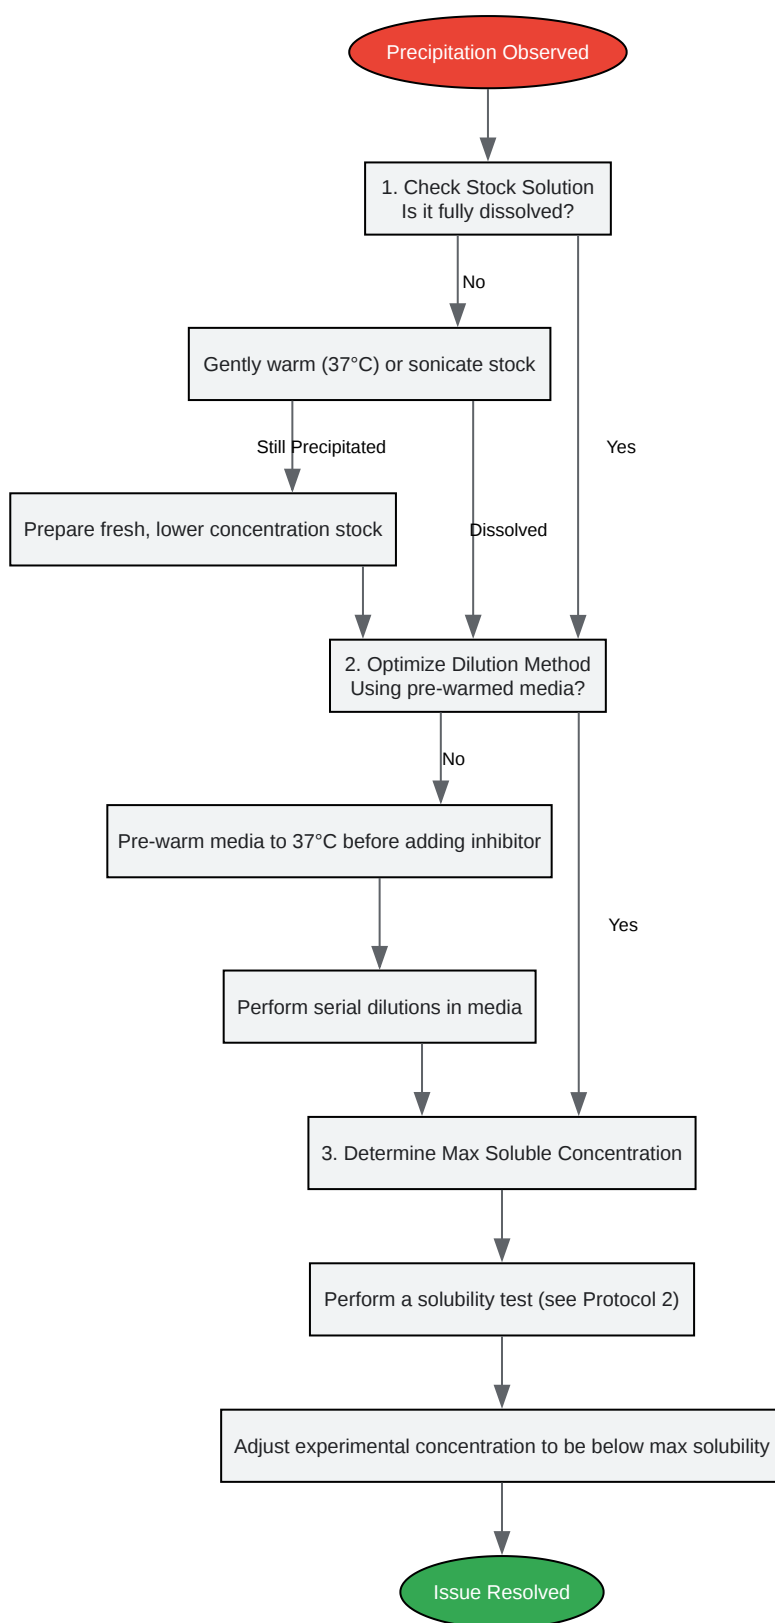 Precipitation Observed
1. Check Stock Solution
Is it fully dissolved?
No
Gently warm (37°C) or sonicate stock
Still Precipitated
Yes
Prepare fresh, lower concentration stock
Dissolved
2. Optimize Dilution Method
Using pre-warmed media?
No
Pre-warm media to 37°C before adding inhibitor
Yes
Perform serial dilutions in media
3. Determine Max Soluble Concentration
Perform a solubility test (see Protocol 2)
Adjust experimental concentration to be below max solubility
Issue Resolved